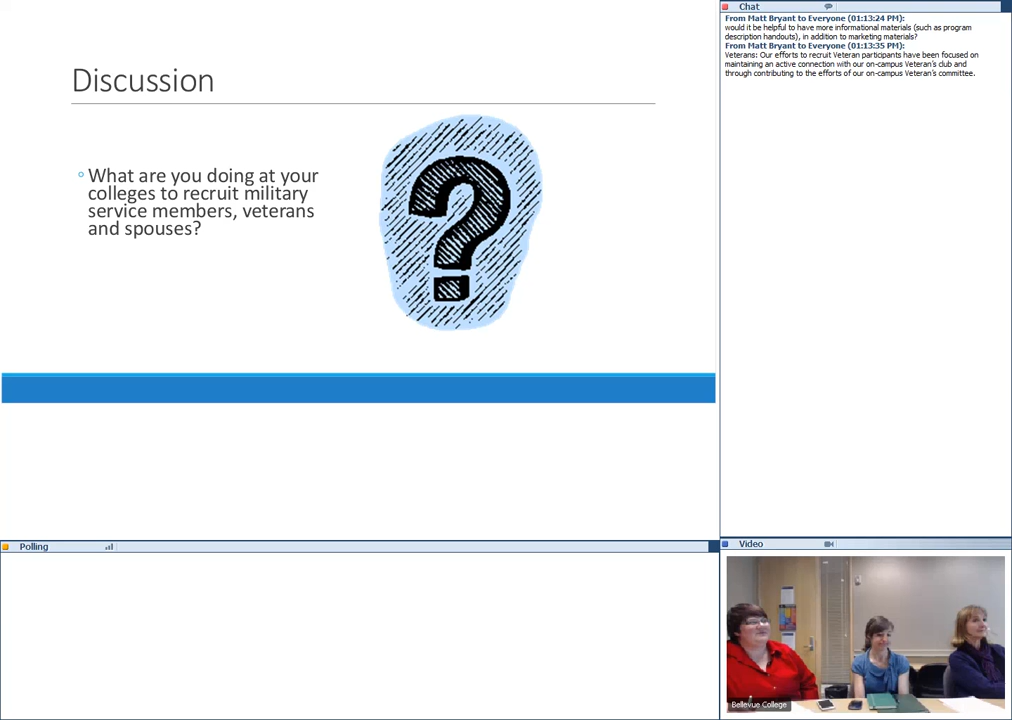 Discussion
What are you doing at your
colleges to recruit military
service members, veterans
and spouses?
Chat
From Matt Bryant to Everyone (01:13:24 PM):
would it be helpful to have more informational materials (such as program
description handouts), in addition to marketing materials?
From Matt Bryant to Everyone (01:13:35 PM):
Veterans: Our efforts to recruit Veteran participants have been focused on
maintaining an active connection with our on-campus Veteran's club and
through contributing to the efforts of our on-campus Veteran's committee.
Polling
Video
Bellevue College